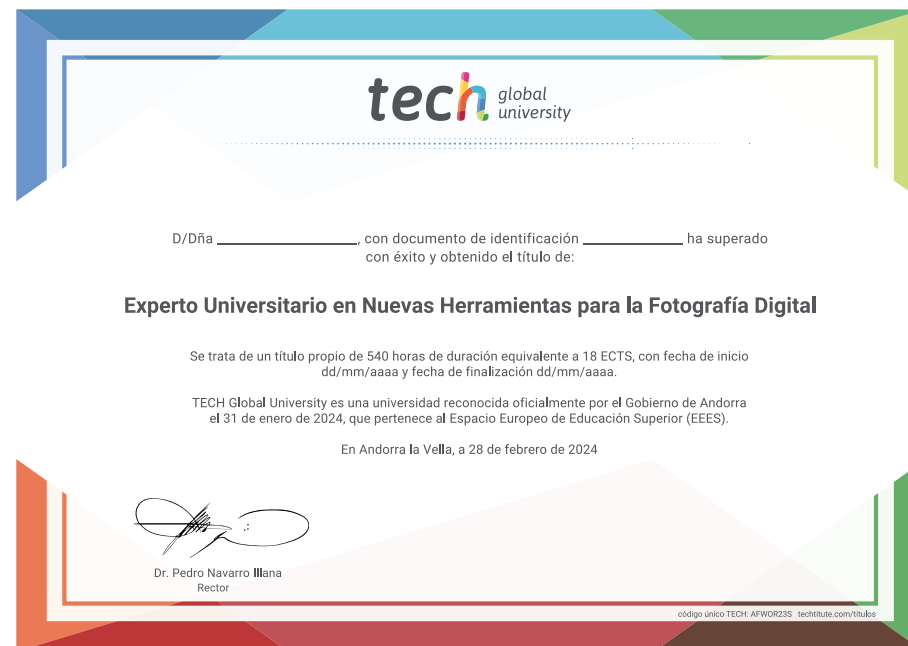 tech global
university
D/Dña ____________, con documento de identificación ____________ ha superado
con éxito y obtenido el título de:
Experto Universitario en Nuevas Herramientas para la Fotografía Digital
Se trata de un título propio de 540 horas de duración equivalente a 18 ECTS, con fecha de inicio
dd/mm/aaaa y fecha de finalización dd/mm/aaaa.
TECH Global University es una universidad reconocida oficialmente por el Gobierno de Andorra
el 31 de enero de 2024, que pertenece al Espacio Europeo de Educación Superior (EEES).
En Andorra la Vella, a 28 de febrero de 2024
Dr. Pedro Navarro Illana
Rector
código único TECH: AFWOR23S techtitute.com/titulos